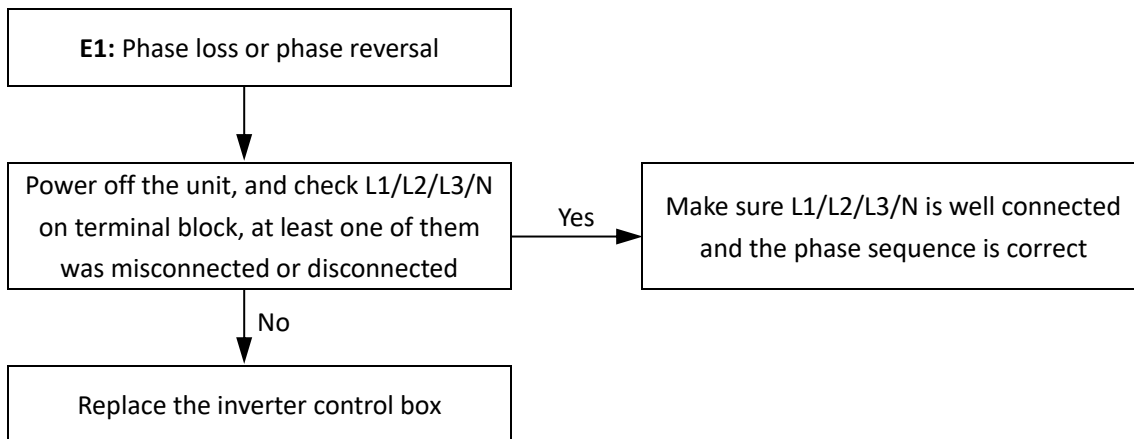 E1: Phase loss or phase reversal
Power off the unit, and check L1/L2/L3/N
on terminal block, at least one of them
was misconnected or disconnected
Yes
Make sure L1/L2/L3/N is well connected
and the phase sequence is correct
No
Replace the inverter control box